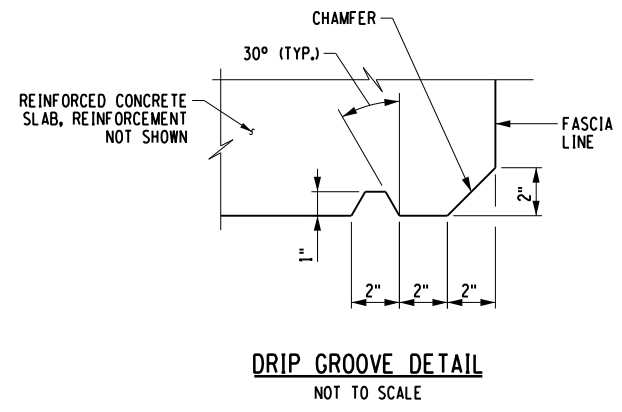 CHAMFER
30° (TYP.)
REINFORCED CONCRETE
SLAB, REINFORCEMENT
NOT SHOWN
FASCIA
LINE
2"
1"
2"
2"
2"
DRIP GROOVE DETAIL
NOT TO SCALE